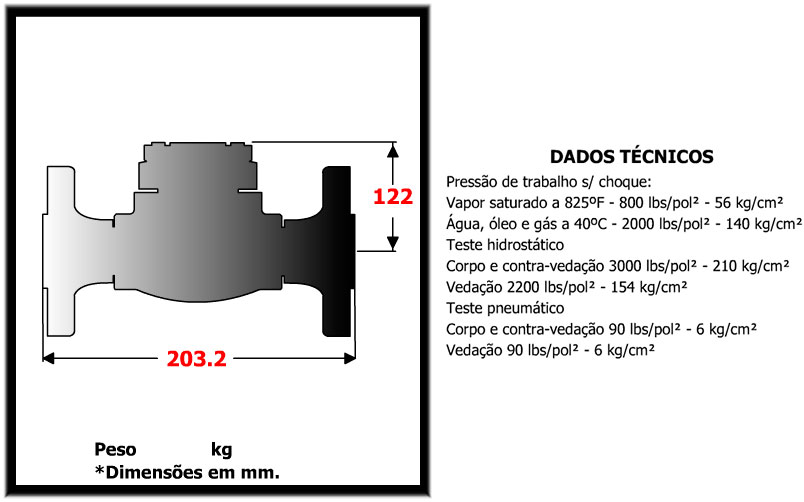 122
203.2
Peso kg
*Dimensões em mm.
DADOS TÉCNICOS
Pressão de trabalho s/ choque:
Vapor saturado a 825ºF - 800 lbs/pol² - 56 kg/cm²
Água, óleo e gás a 40ºC - 2000 lbs/pol² - 140 kg/cm²
Teste hidrostático
Corpo e contra-vedação 3000 lbs/pol² - 210 kg/cm²
Vedação 2200 lbs/pol² - 154 kg/cm²
Teste pneumático
Corpo e contra-vedação 90 lbs/pol² - 6 kg/cm²
Vedação 90 lbs/pol² - 6 kg/cm²